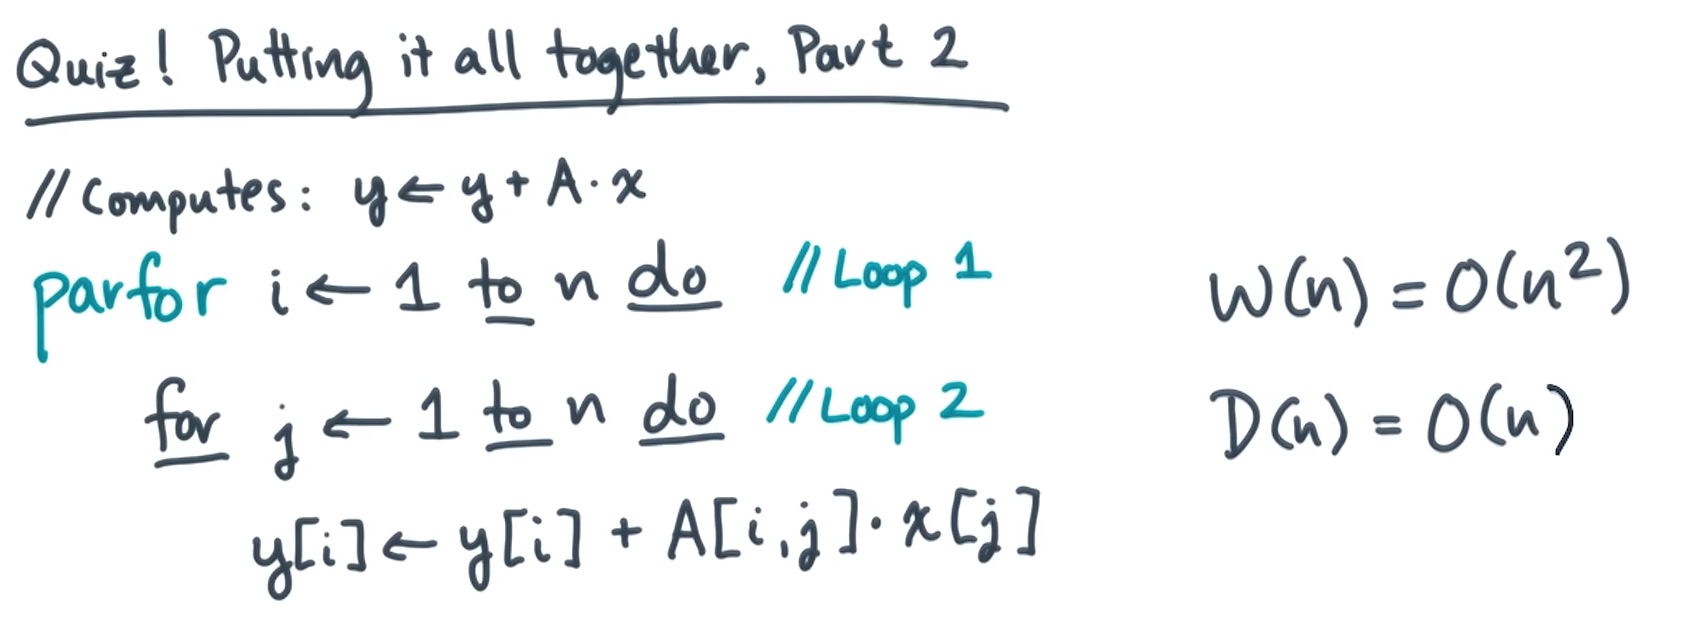 Quiz! Putting it all together, Part 2
// Computes: y ← y + A · x
parfor i ← 1 to n do // Loop 1
for j ← 1 to n do // Loop 2
y[i] ← y[i] + A[i,j] · x[j]
W(n) = O(n²)
D(n) = O(n)